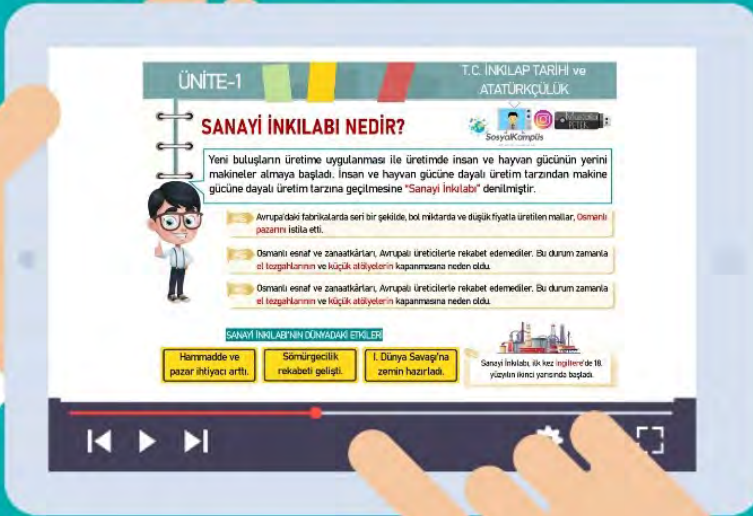 ÜNİTE-1
T.C. İNKILAP TARİHİ ve
ATATÜRKÇÜLÜK
SANAYİ İNKILABI NEDİR?
SosyalKampüs
Yeni buluşların üretime uygulanması ile üretimde insan ve hayvan gücünün yerini
makineler almaya başladı. İnsan ve hayvan gücüne dayalı üretim tarzından makine
gücüne dayalı üretim tarzına geçilmesine "Sanayi İnkılabı" denilmiştir.
Avrupa'daki fabrikalarda seri bir şekilde, bol miktarda ve düşük fiyatla üretilen mallar, Osmanlı
pazarını istila etti.
Osmanlı esnaf ve zanaatkârları, Avrupalı üreticilerle rekabet edemediler. Bu durum zamanla
el tezgahlarının ve küçük atölyelerin kapanmasına neden oldu.
Osmanlı esnaf ve zanaatkârları, Avrupalı üreticilerle rekabet edemediler. Bu durum zamanla
el tezgahlarının ve küçük atölyelerin kapanmasına neden oldu.
SANAYİ İNKILABI'NIN DÜNYADAKİ ETKİLERİ
Hammadde ve
pazar ihtiyacı arttı.
Sömürgecilik
rekabeti gelişti.
I. Dünya Savaşı'na
zemin hazırladı.
Sanayi İnkılabı, ilk kez İngiltere'de 18.
yüzyılın ikinci yarısında başladı.